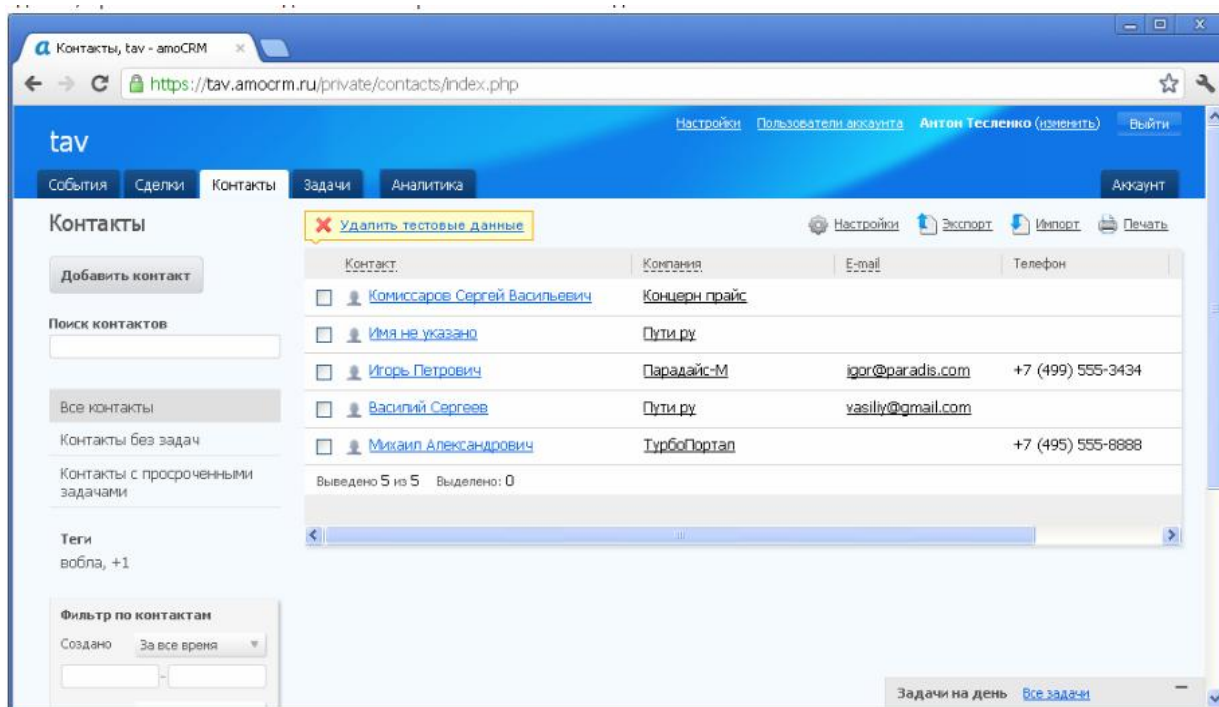 Контакты, tav - amoCRM
https://tav.amocrm.ru/private/contacts/index.php
tav
Настройки Пользователи аккаунта Антон Тесленко (изменить) Выйти
События Сделки Контакты Задачи Аналитика Аккаунт
Контакты
Удалить тестовые данные Настройки Экспорт Импорт Печать
Добавить контакт
Поиск контактов
Все контакты
Контакты без задач
Контакты с просроченными
задачами
Теги
вобла, +1
Фильтр по контактам
Создано За все время
-
Контакт Компания E-mail Телефон
Комиссаров Сергей Васильевич Концерн прайс
Имя не указано Пути ру
Игорь Петрович Парадайс-М igor@paradis.com +7 (499) 555-3434
Василий Сергеев Пути ру vasiliy@gmail.com
Михаил Александрович ТурбоПортал +7 (495) 555-8888
Выведено 5 из 5 Выделено: 0
Задачи на день Все задачи